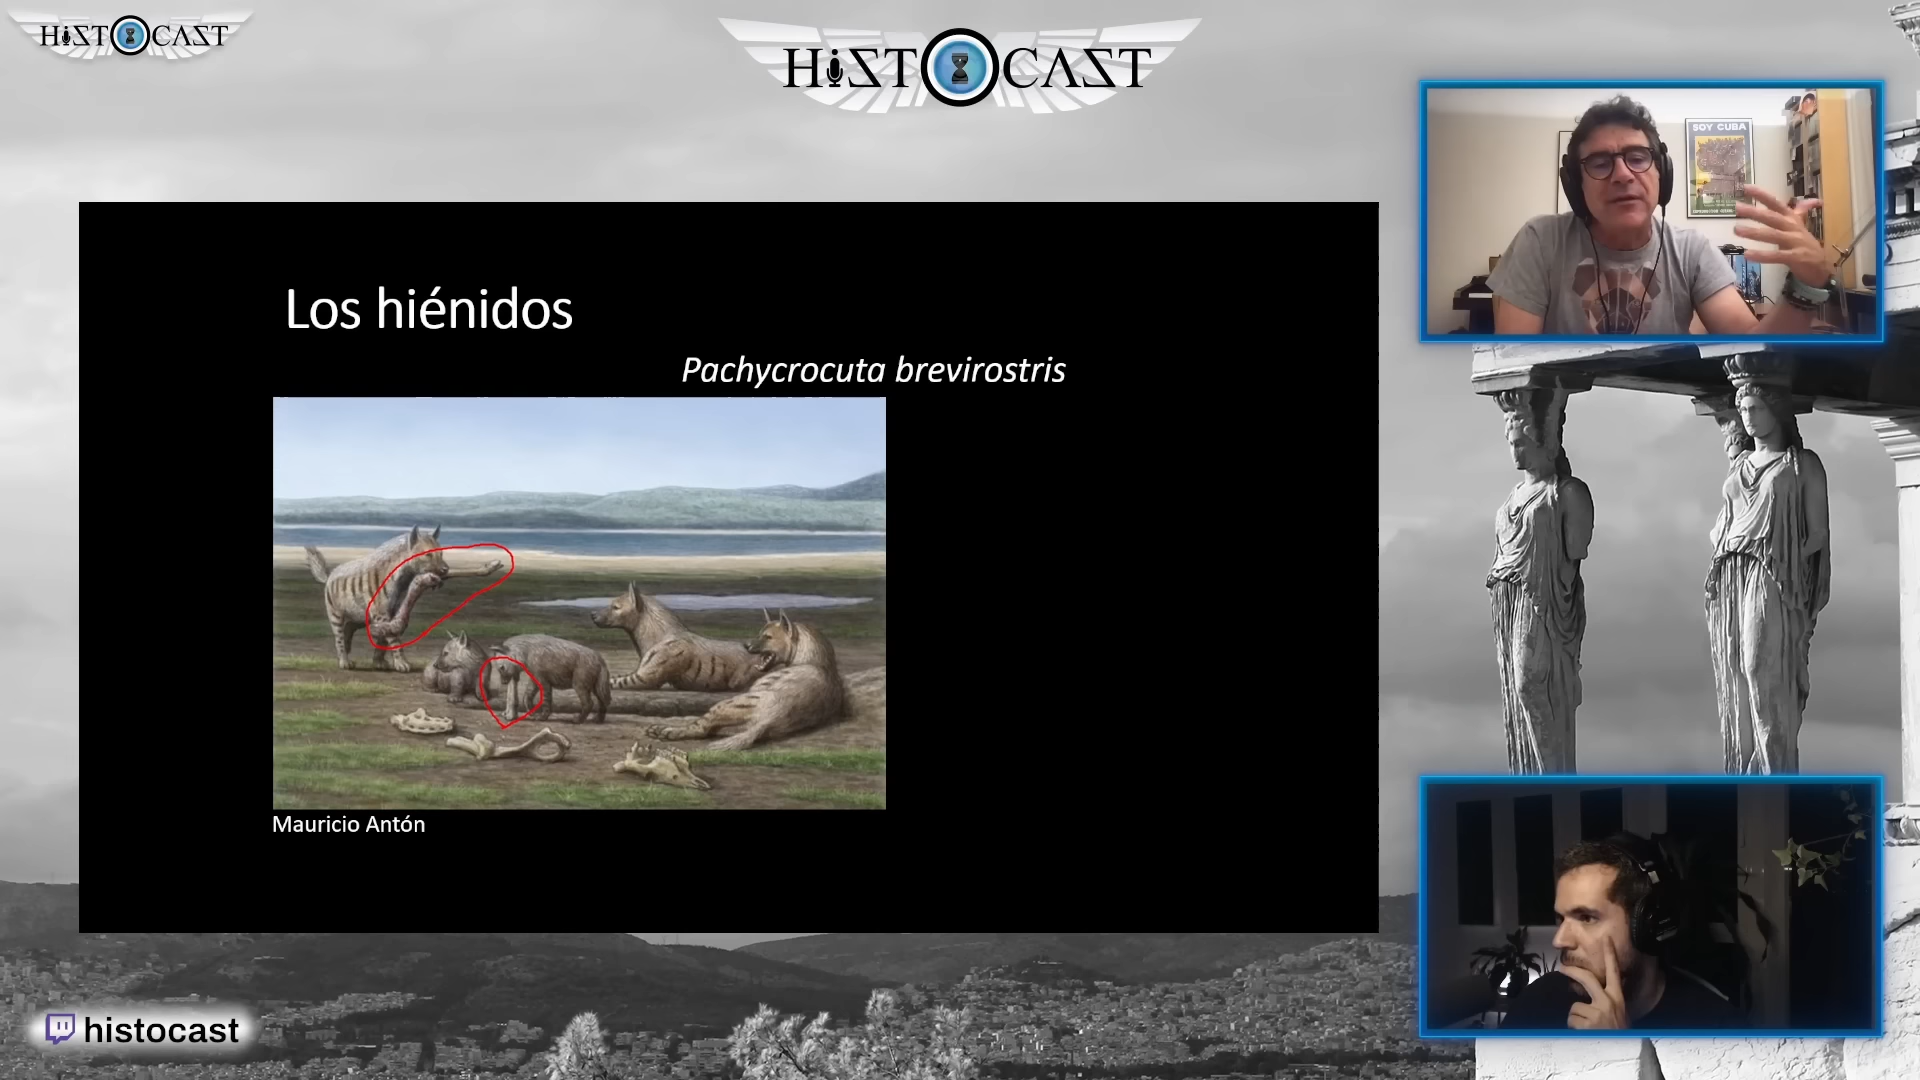 HISTOCAST
HISTOCAST
SOY CUBA
Los hiénidos
Pachycrocuta brevirostris
Mauricio Antón
histocast